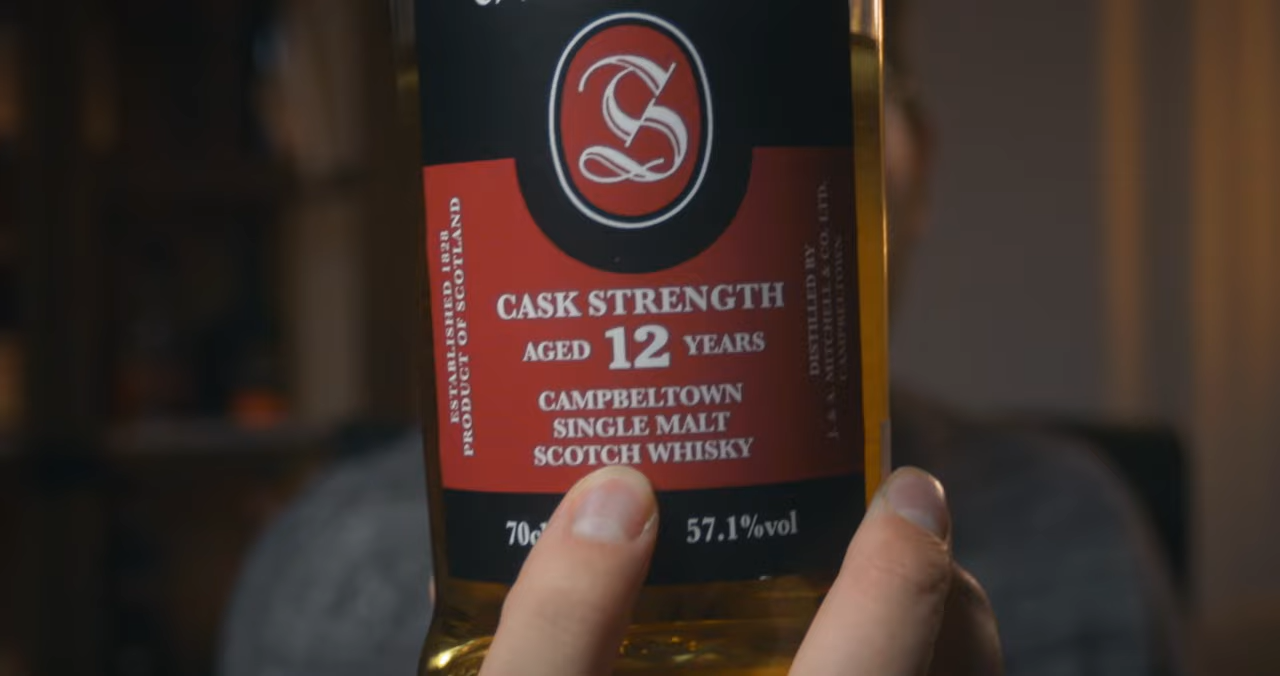 S
CASK STRENGTH
AGED 12 YEARS
CAMPBELTOWN
SINGLE MALT
SCOTCH WHISKY
ESTABLISHED 1828
PRODUCT OF SCOTLAND
DISTILLED BY
J. & A. MITCHELL & CO. LTD.
CAMPBELTOWN
57.1%vol